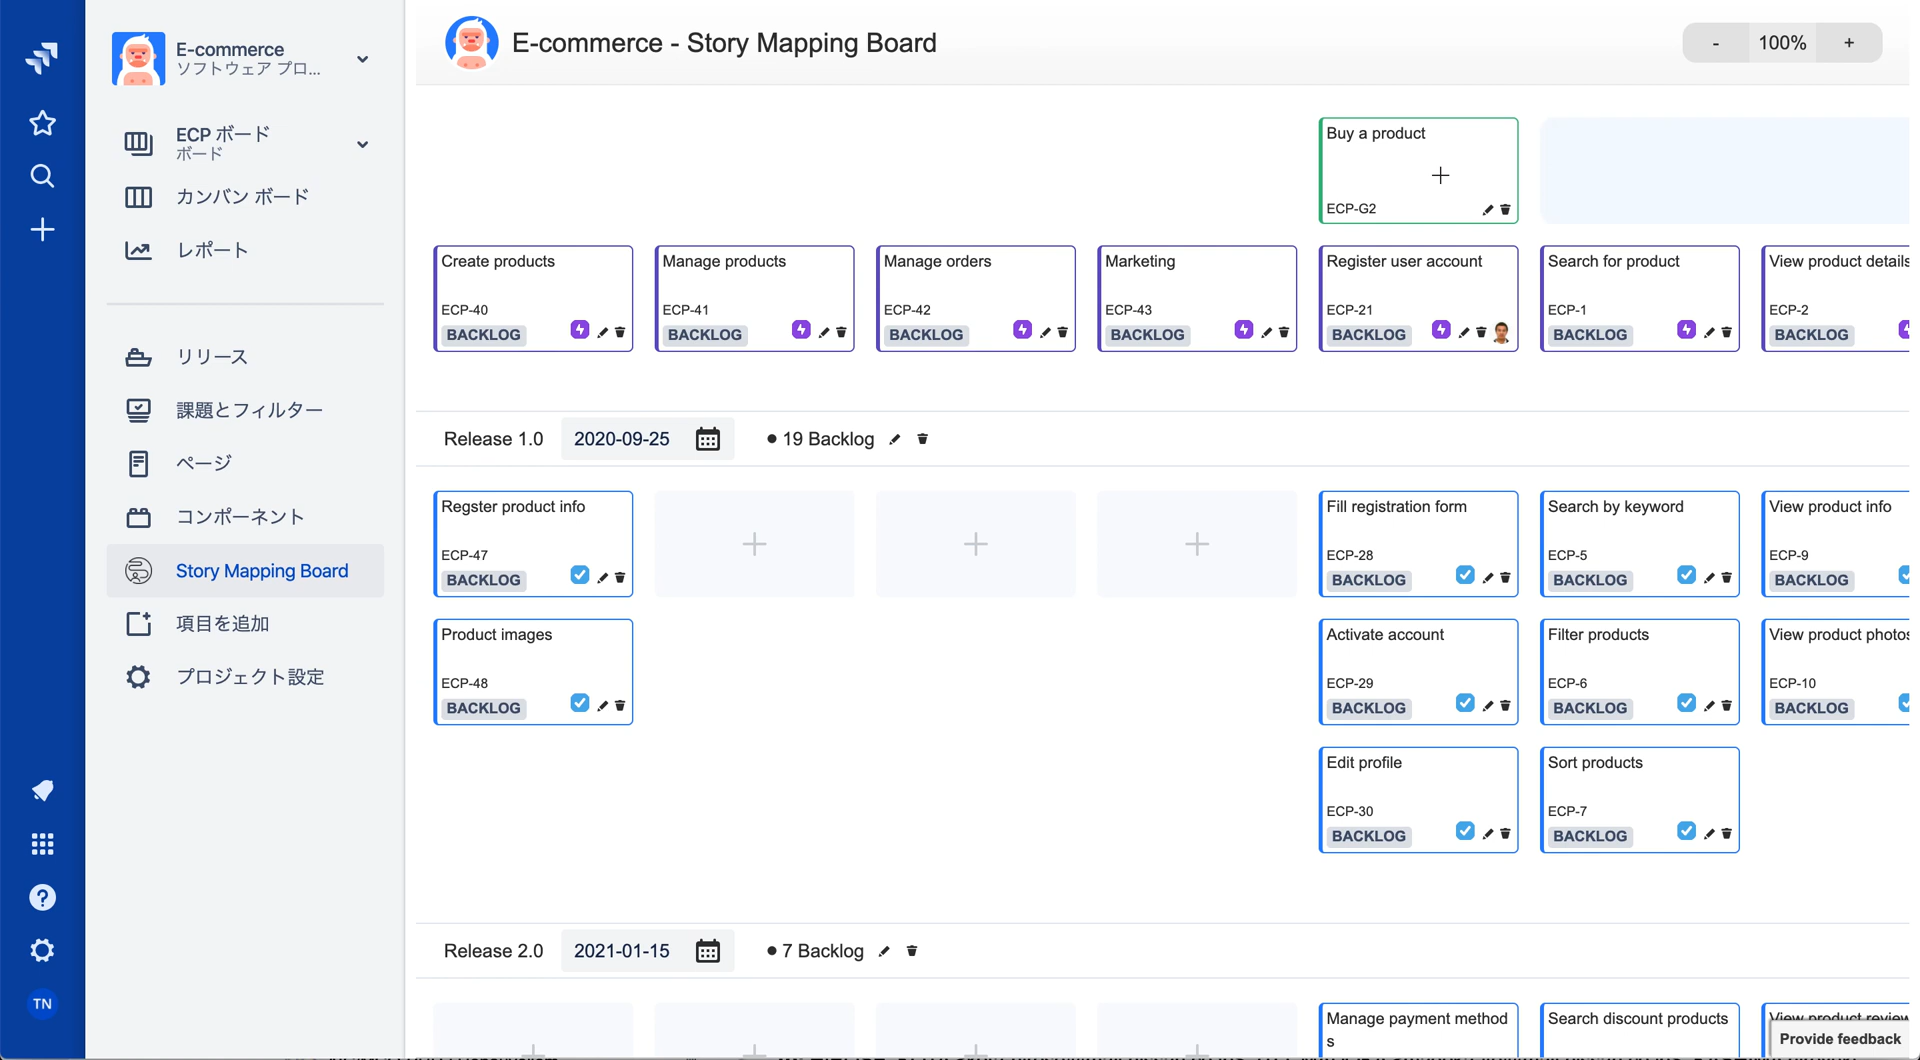 E-commerce
ソフトウェア プロ...
ECP ボード
ボード
カンバン ボード
レポート
リリース
課題とフィルター
ページ
コンポーネント
Story Mapping Board
項目を追加
プロジェクト設定
TN
E-commerce - Story Mapping Board
- 100% +
Buy a product
ECP-G2
Create products
ECP-40
BACKLOG
Manage products
ECP-41
BACKLOG
Manage orders
ECP-42
BACKLOG
Marketing
ECP-43
BACKLOG
Register user account
ECP-21
BACKLOG
Search for product
ECP-1
BACKLOG
View product details
ECP-2
BACKLOG
Release 1.0 2020-09-25 • 19 Backlog
Regster product info
ECP-47
BACKLOG
Fill registration form
ECP-28
BACKLOG
Search by keyword
ECP-5
BACKLOG
View product info
ECP-9
BACKLOG
Product images
ECP-48
BACKLOG
Activate account
ECP-29
BACKLOG
Filter products
ECP-6
BACKLOG
View product photos
ECP-10
BACKLOG
Edit profile
ECP-30
BACKLOG
Sort products
ECP-7
BACKLOG
Release 2.0 2021-01-15 • 7 Backlog
Manage payment method
s
Search discount products
View product review
Provide feedback